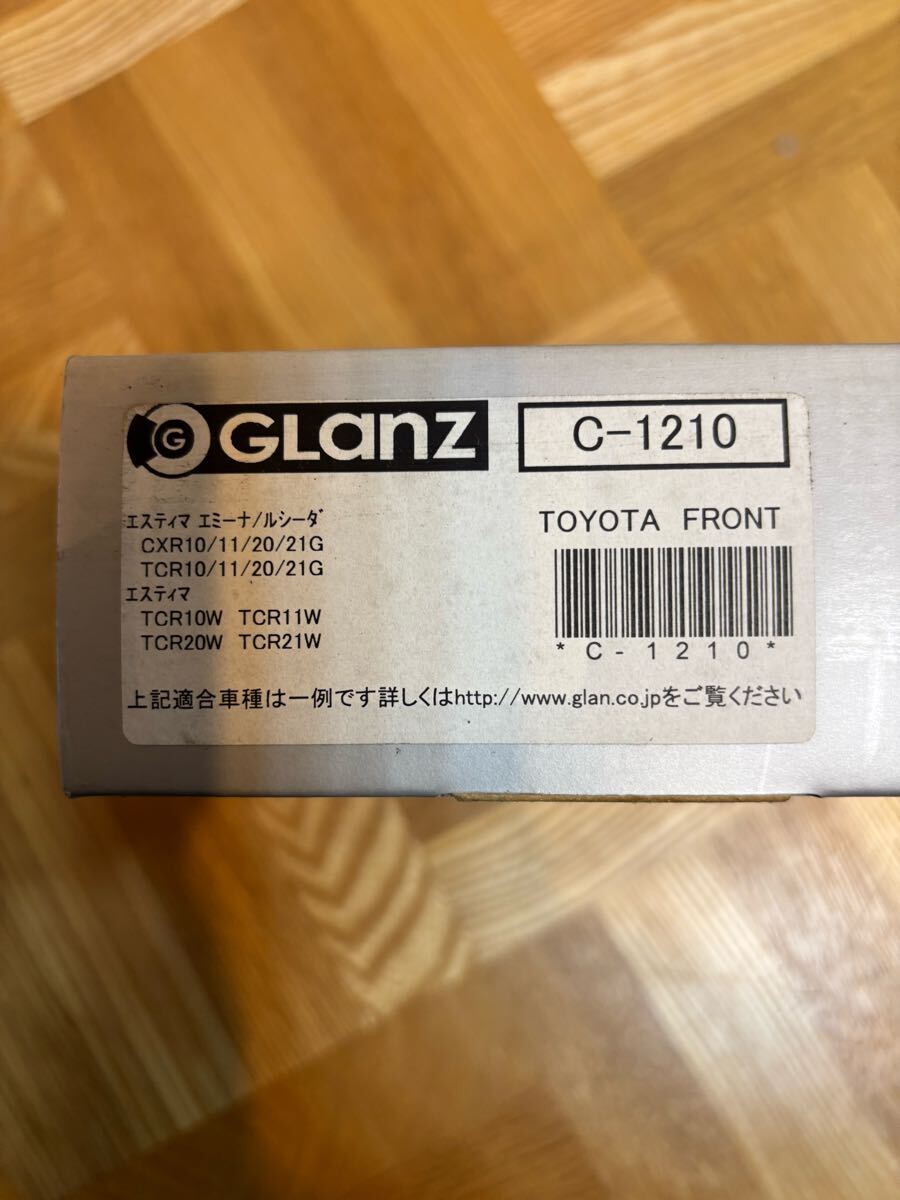 G GLanz
C-1210
ｴｽﾃｨﾏ ｴﾐｰﾅ/ﾙｼｰﾀﾞ
CXR10/11/20/21G
TCR10/11/20/21G
ｴｽﾃｨﾏ
TCR10W TCR11W
TCR20W TCR21W
TOYOTA FRONT
*C-1210*
上記適合車種は一例です詳しくはhttp://www.glan.co.jpをご覧ください